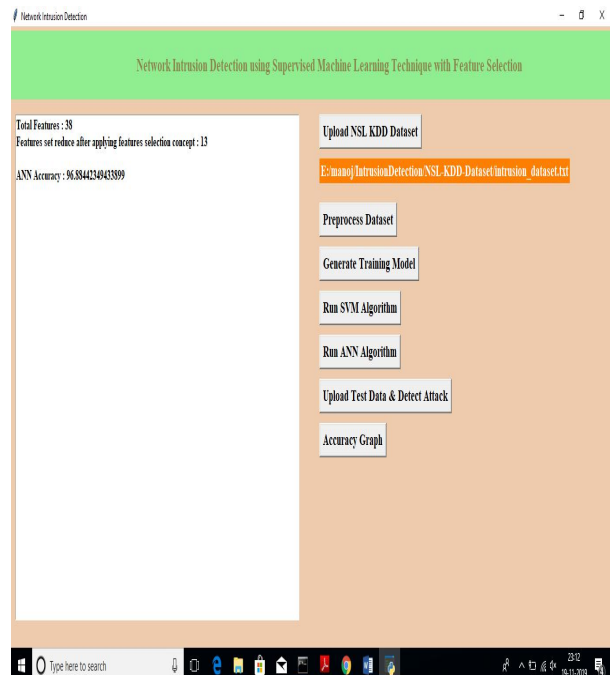 Network Intrusion Detection
Network Intrusion Detection using Supervised Machine Learning Technique with Feature Selection
Total Features : 38
Features set reduce after applying features selection concept : 13
ANN Accuracy : 96.88442349433899
Upload NSL KDD Dataset
E:/manoj/IntrusionDetection/NSL-KDD-Dataset/intrusion_dataset.txt
Preprocess Dataset
Generate Training Model
Run SVM Algorithm
Run ANN Algorithm
Upload Test Data & Detect Attack
Accuracy Graph
Type here to search
23:12
19-11-2019